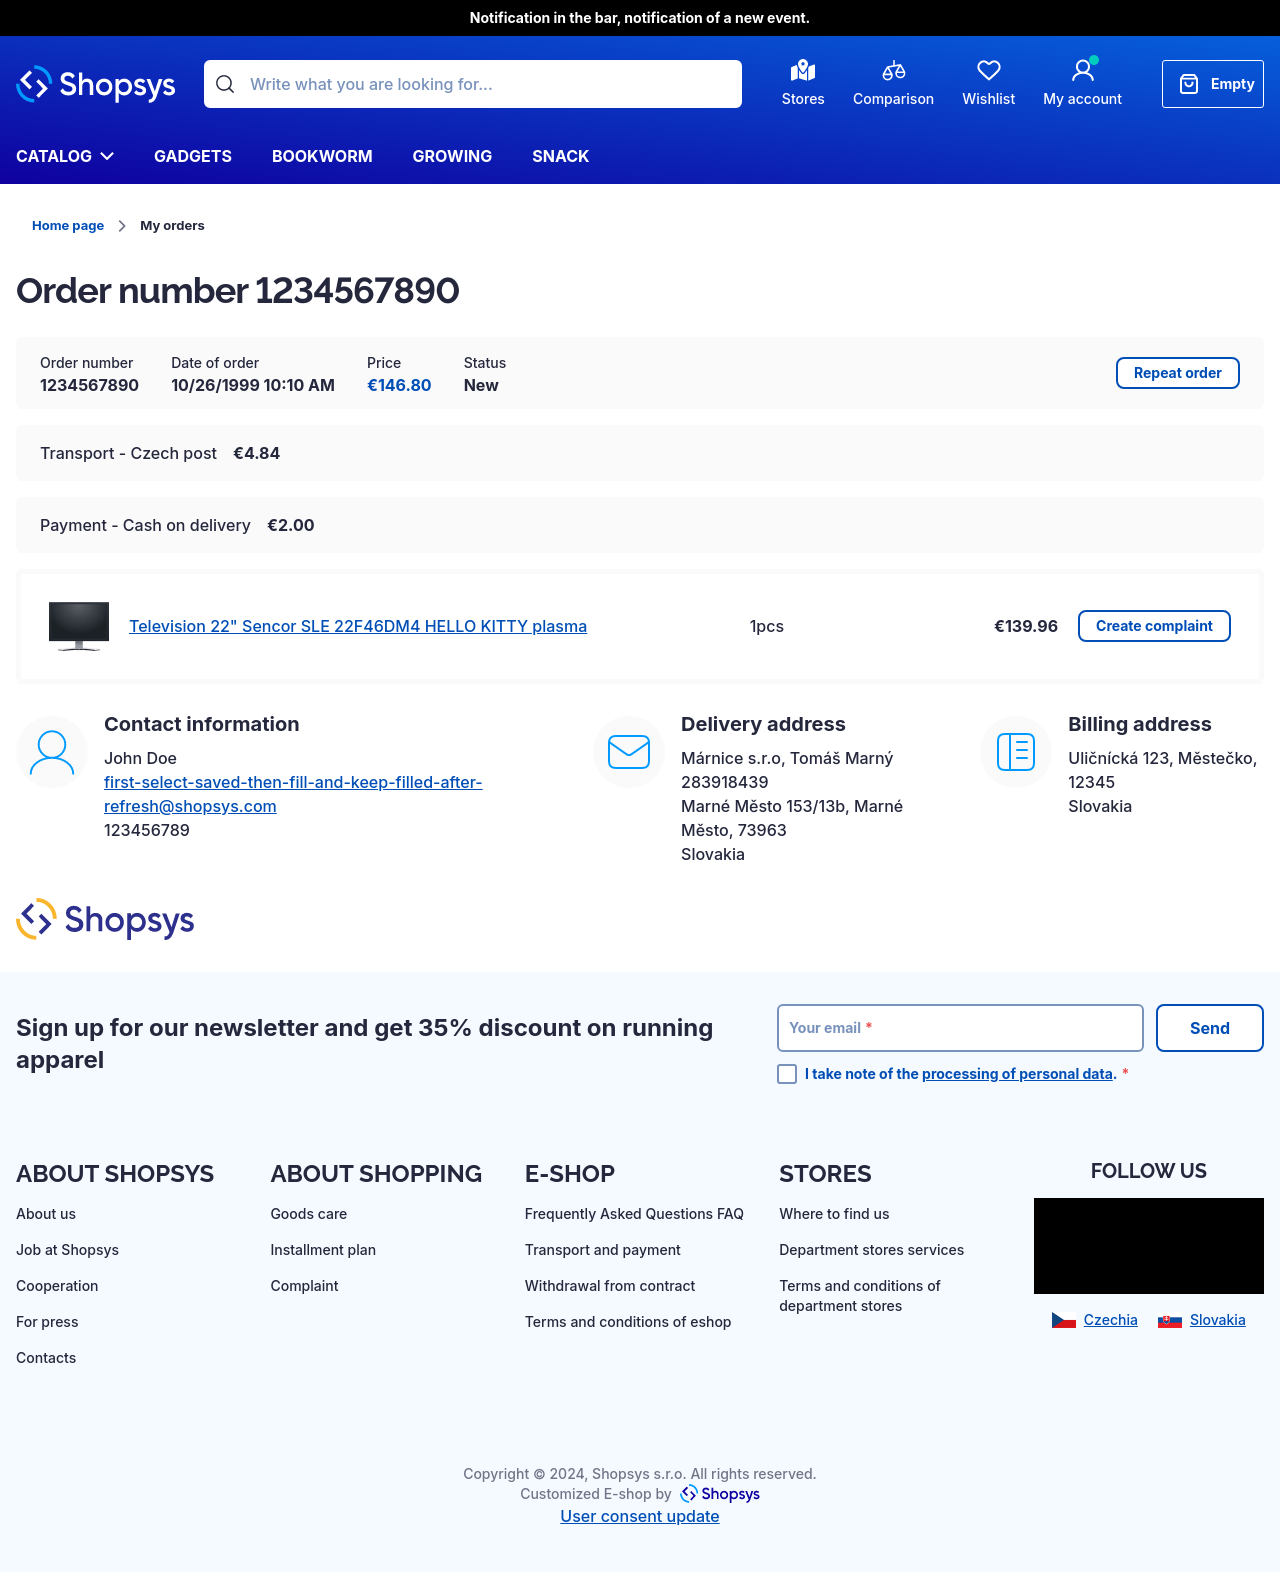 Notification in the bar, notification of a new event.
Shopsys
Write what you are looking for...
Stores
Comparison
Wishlist
My account
Empty
CATALOG
GADGETS
BOOKWORM
GROWING
SNACK
Home page
My orders
Order number 1234567890
Order number
1234567890
Date of order
10/26/1999 10:10 AM
Price
€146.80
Status
New
Repeat order
Transport - Czech post €4.84
Payment - Cash on delivery €2.00
Television 22" Sencor SLE 22F46DM4 HELLO KITTY plasma
1pcs
€139.96
Create complaint
Contact information
John Doe
first-select-saved-then-fill-and-keep-filled-after-
refresh@shopsys.com
123456789
Delivery address
Márnice s.r.o, Tomáš Marný
283918439
Marné Město 153/13b, Marné
Město, 73963
Slovakia
Billing address
Uličnícká 123, Městečko,
12345
Slovakia
Shopsys
Sign up for our newsletter and get 35% discount on running
apparel
Your email *
Send
I take note of the processing of personal data. *
ABOUT SHOPSYS
About us
Job at Shopsys
Cooperation
For press
Contacts
ABOUT SHOPPING
Goods care
Installment plan
Complaint
E-SHOP
Frequently Asked Questions FAQ
Transport and payment
Withdrawal from contract
Terms and conditions of eshop
STORES
Where to find us
Department stores services
Terms and conditions of
department stores
FOLLOW US
Czechia
Slovakia
Copyright © 2024, Shopsys s.r.o. All rights reserved.
Customized E-shop by Shopsys
User consent update